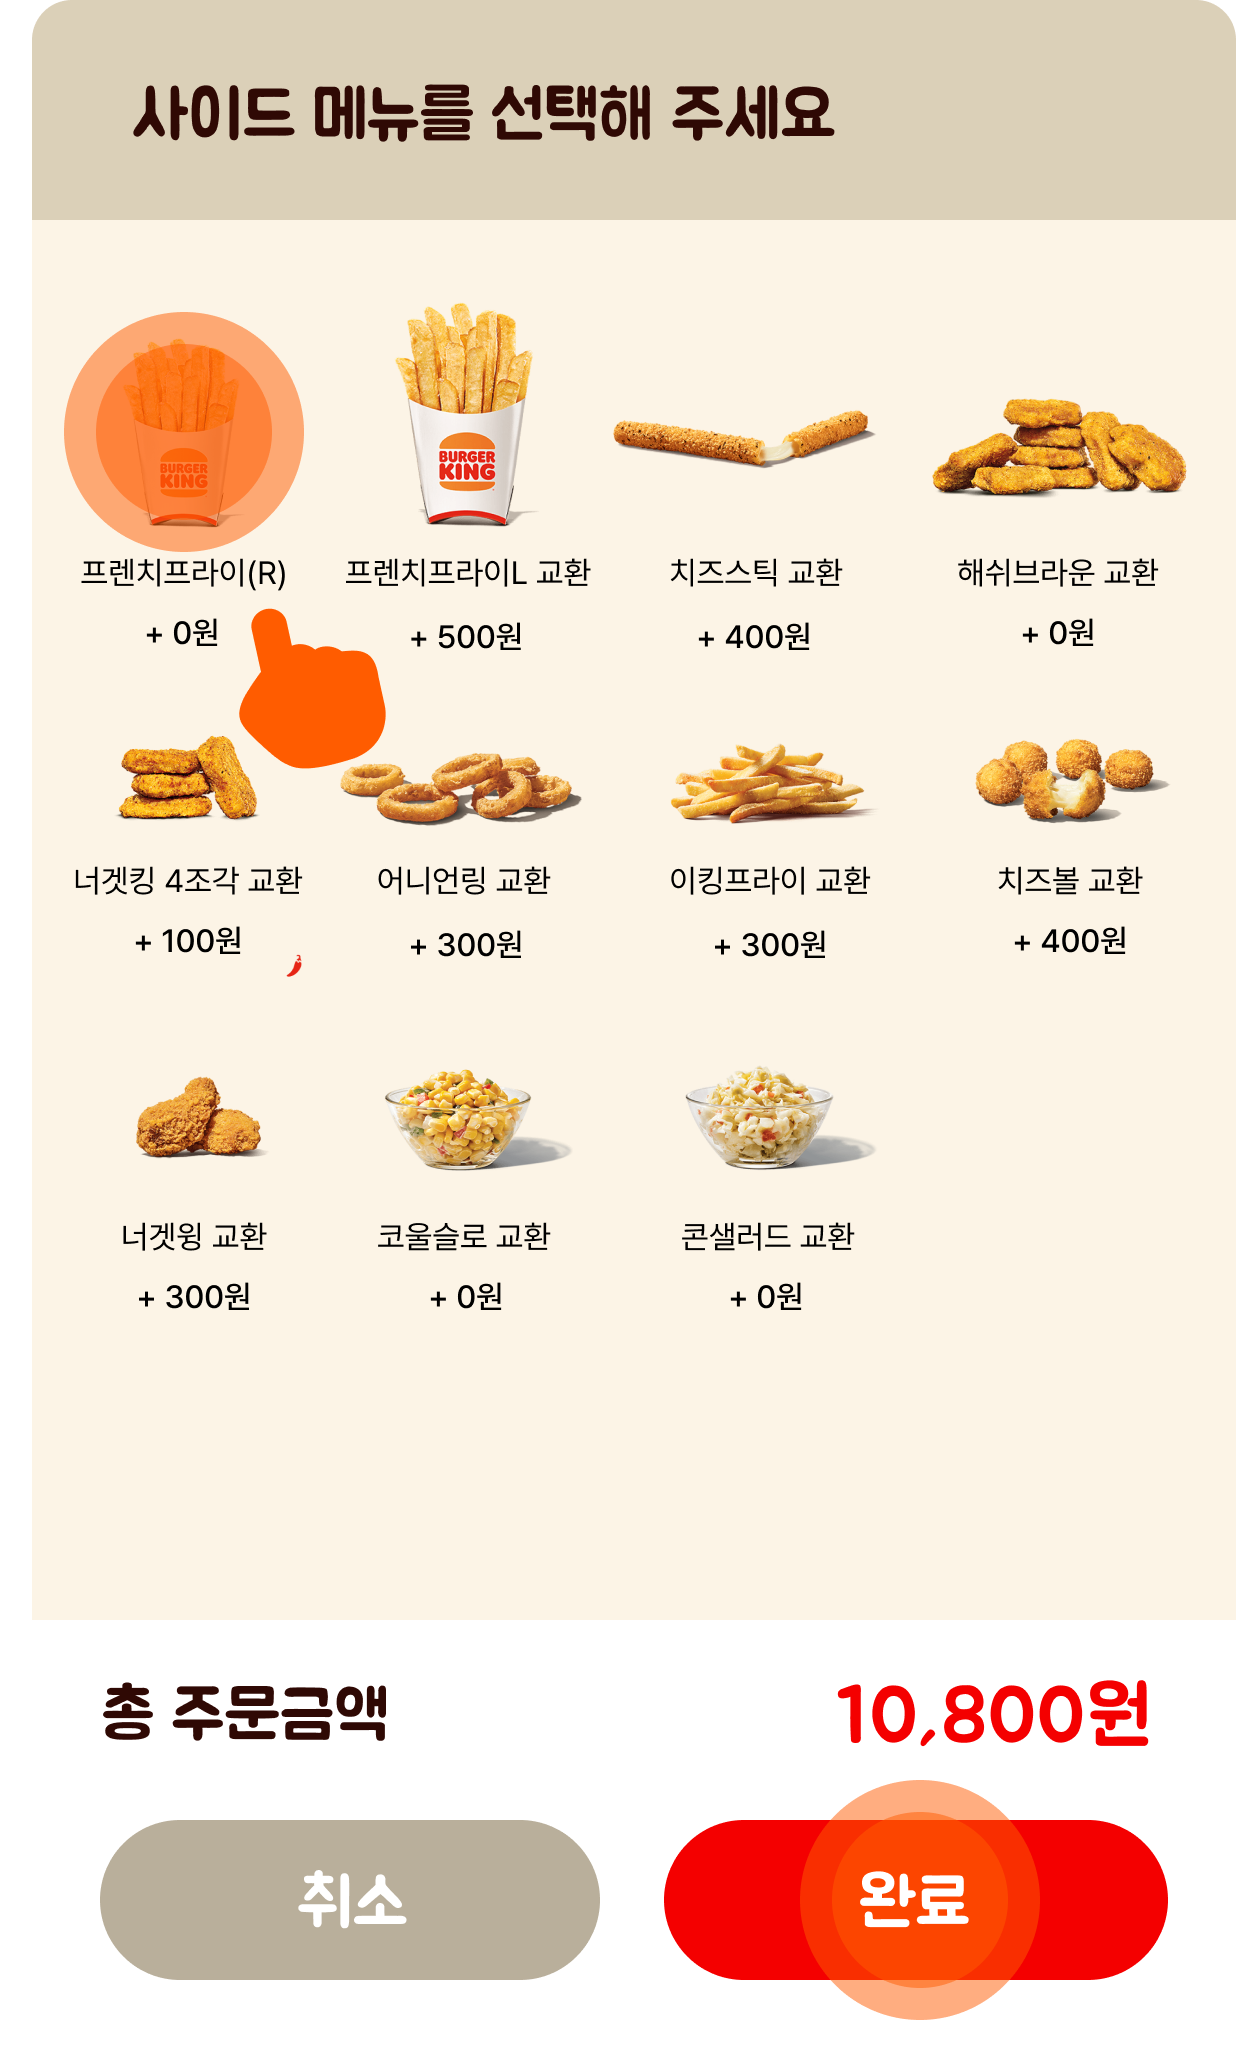 사이드 메뉴를 선택해 주세요
BURGER
KING
BURGER
KING
프렌치프라이(R)
프렌치프라이L 교환
치즈스틱 교환
해쉬브라운 교환
+ 0원
+ 500원
+ 400원
+ 0원
너겟킹 4조각 교환
어니언링 교환
이킹프라이 교환
치즈볼 교환
+ 100원
+ 300원
+ 300원
+ 400원
너겟윙 교환
코울슬로 교환
콘샐러드 교환
+ 300원
+ 0원
+ 0원
총 주문금액
10,800원
취소
완료